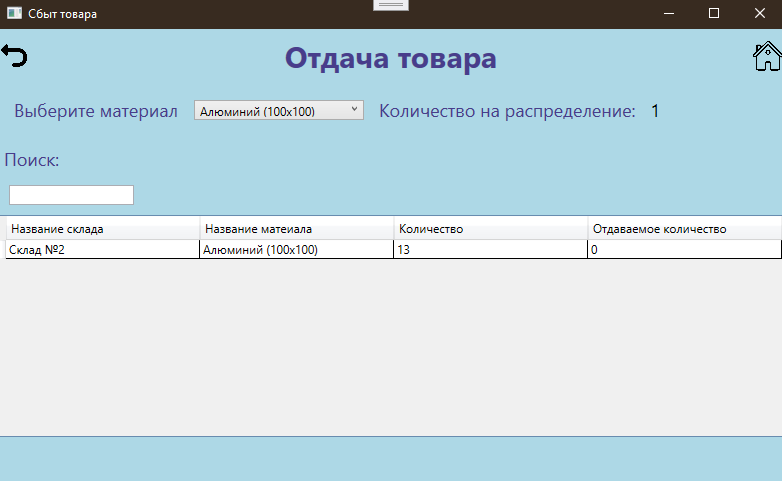 Сбыт товара
Отдача товара
Выберите материал Алюминий (100x100) Количество на распределение: 1
Поиск:
Название склада Название матеиала Количество Отдаваемое количество
Склад №2 Алюминий (100x100) 13 0